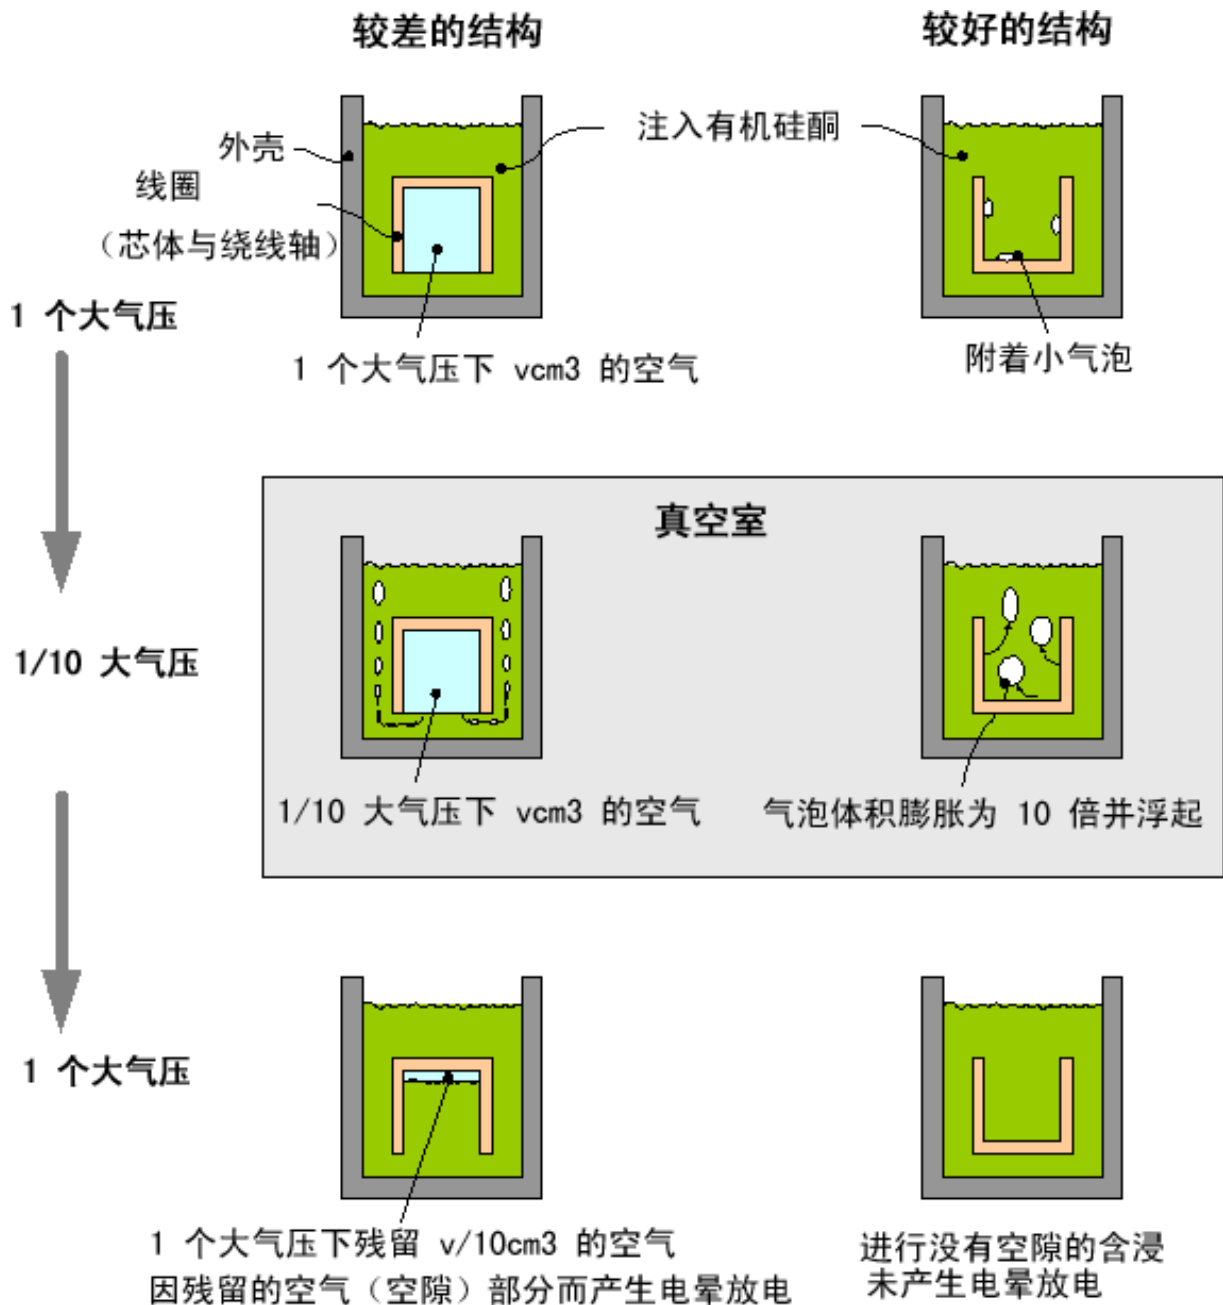 较差的结构
较好的结构
外壳
注入有机硅酮
线圈
（芯体与绕线轴）
1 个大气压
1 个大气压下 vcm3 的空气
附着小气泡
真空室
1/10 大气压
1/10 大气压下 vcm3 的空气
气泡体积膨胀为 10 倍并浮起
1 个大气压
1 个大气压下残留 v/10cm3 的空气
因残留的空气（空隙）部分而产生电晕放电
进行没有空隙的含浸
未产生电晕放电